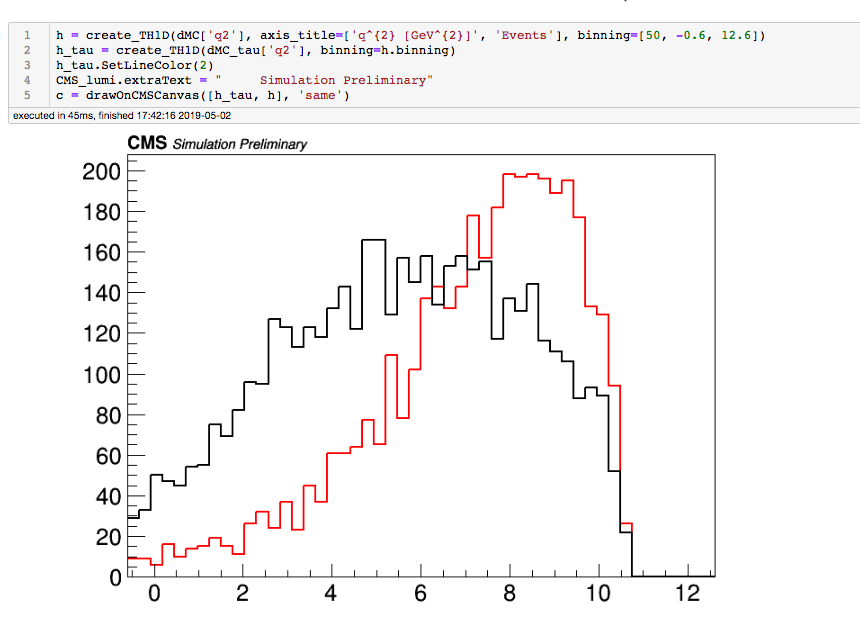 1 h = create_TH1D(dMC['q2'], axis_title=['q^{2} [GeV^{2}]', 'Events'], binning=[50, -0.6, 12.6])
2 h_tau = create_TH1D(dMC_tau['q2'], binning=h.binning)
3 h_tau.SetLineColor(2)
4 CMS_lumi.extraText = "     Simulation Preliminary"
5 c = drawOnCMSCanvas([h_tau, h], 'same')
executed in 45ms, finished 17:42:16 2019-05-02
CMS Simulation Preliminary
200
180
160
140
120
100
80
60
40
20
0
0 2 4 6 8 10 12